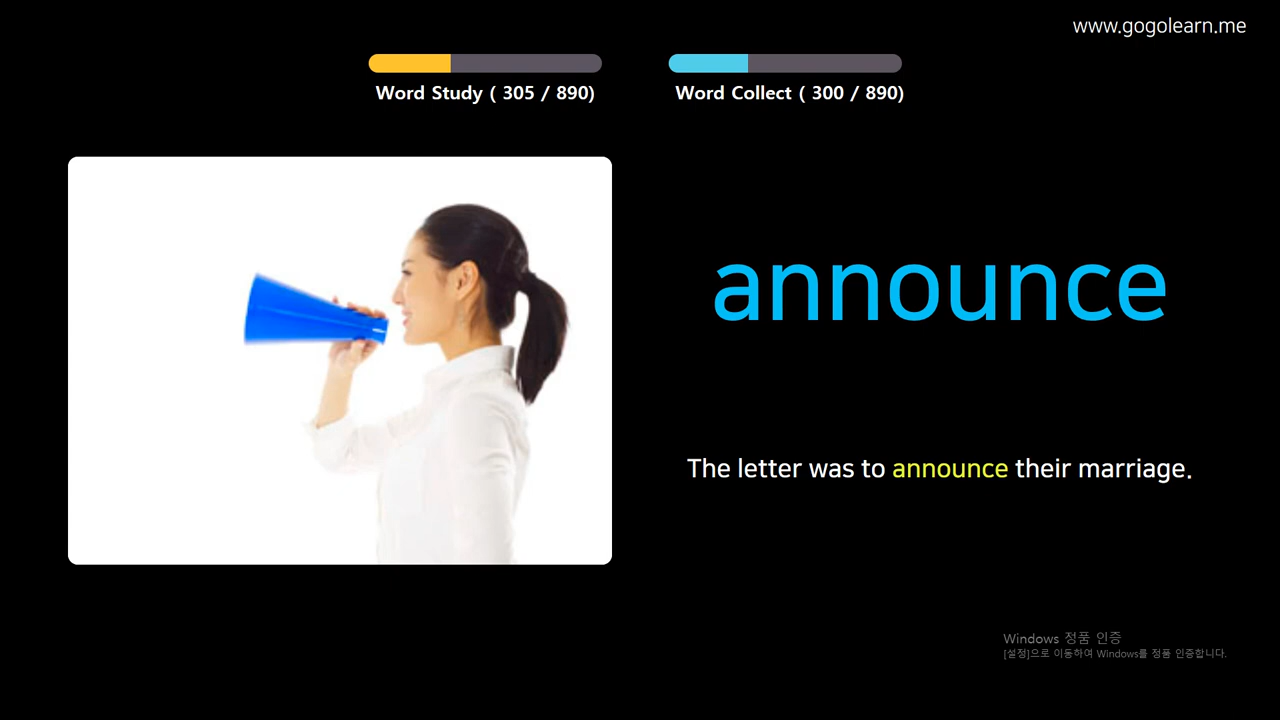 www.gogolearn.me
Word Study ( 305 / 890)
Word Collect ( 300 / 890)
announce
The letter was to announce their marriage.
Windows 정품 인증
[설정]으로 이동하여 Windows를 정품 인증합니다.